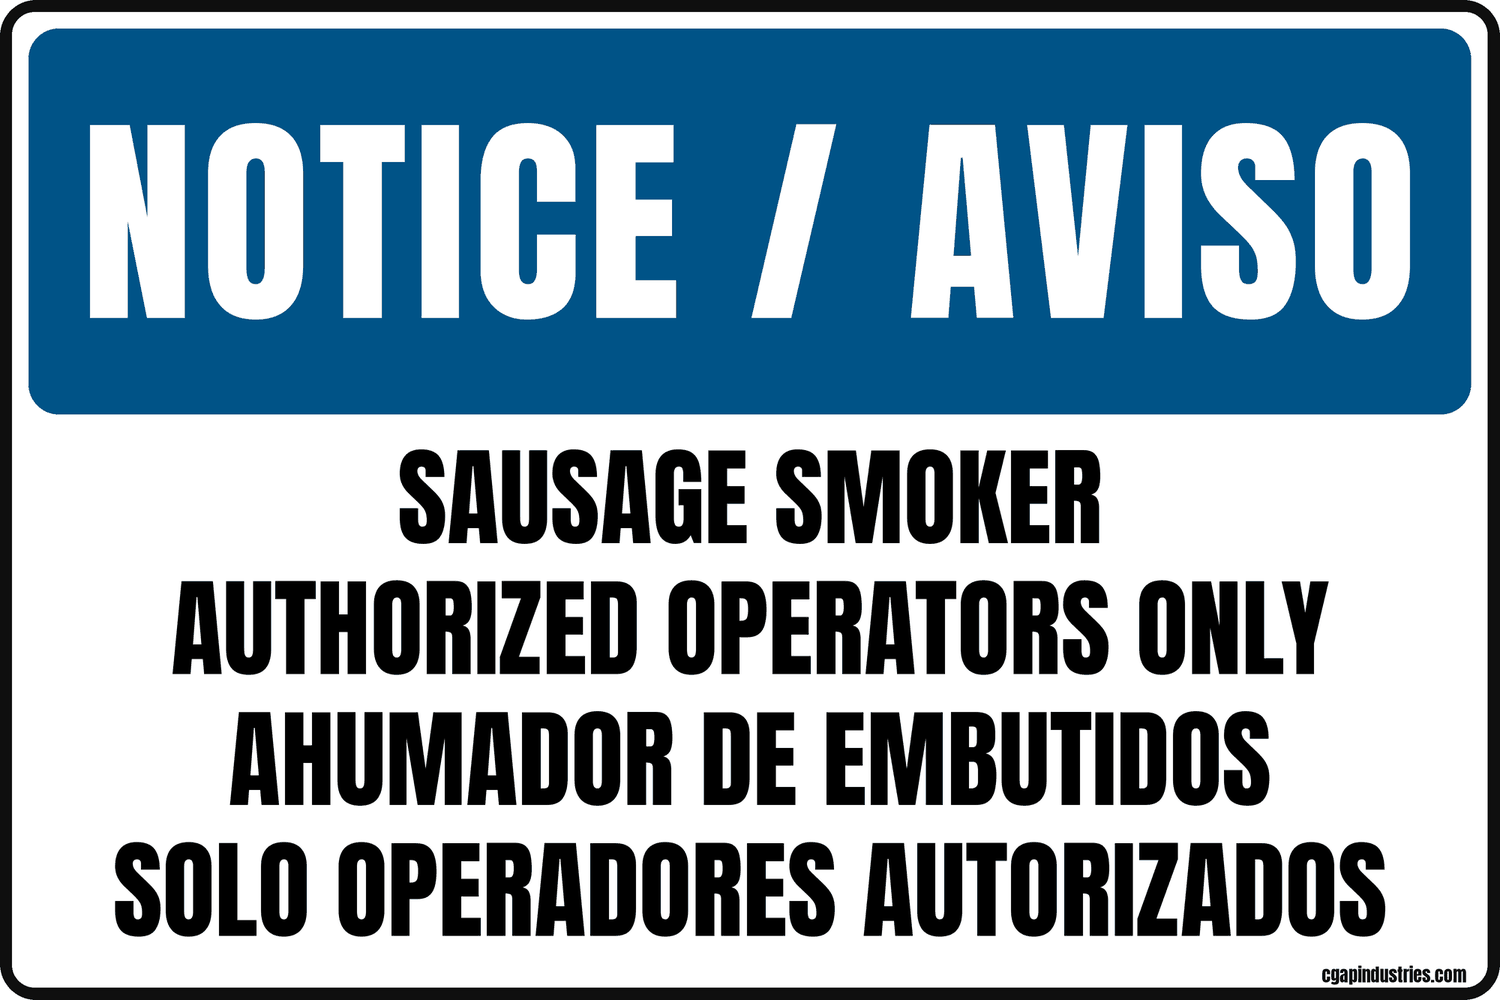 NOTICE / AVISO
SAUSAGE SMOKER
AUTHORIZED OPERATORS ONLY
AHUMADOR DE EMBUTIDOS
SOLO OPERADORES AUTORIZADOS
cgapindustries.com